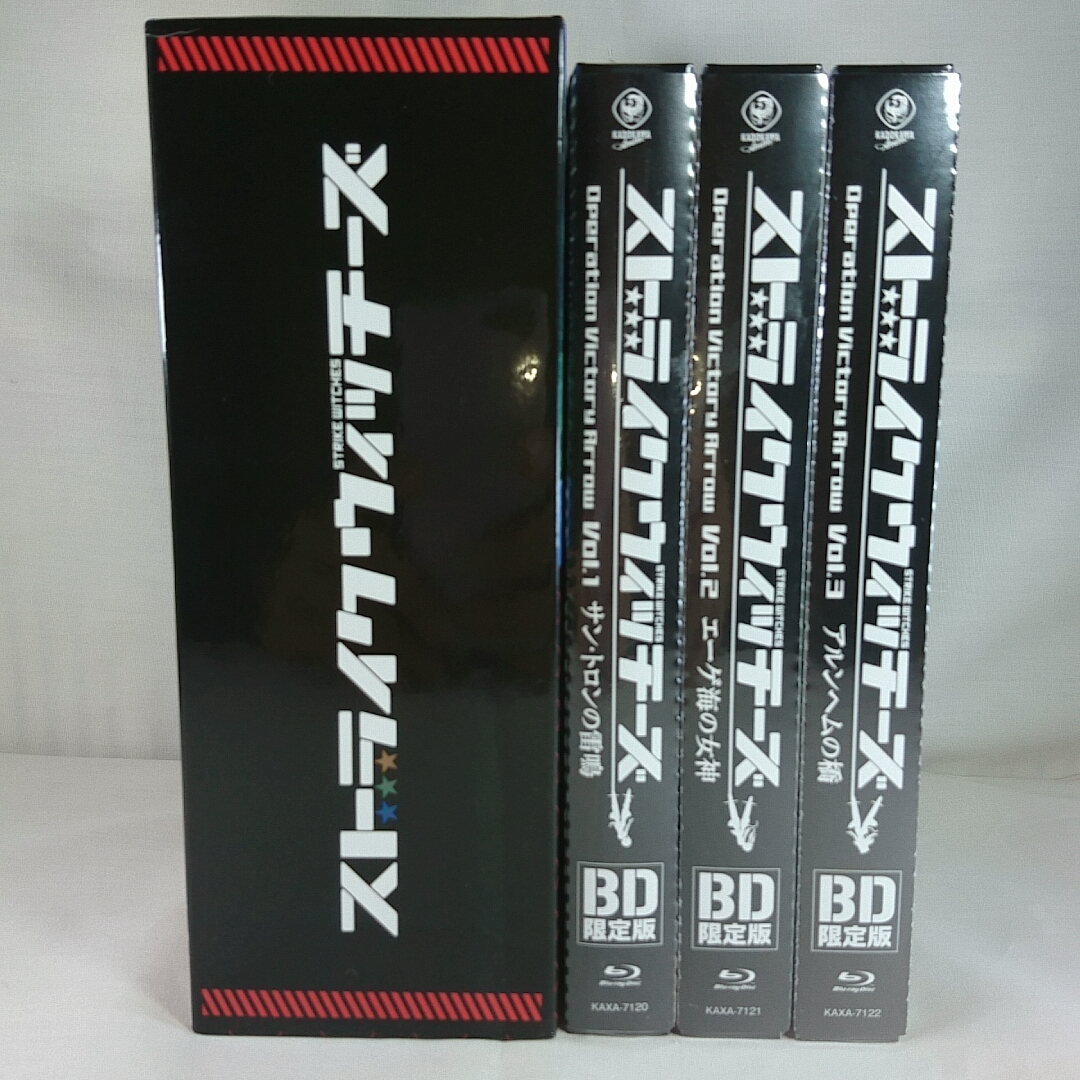 ストライクウィッチーズ
STRIKE WITCHES
KADOKAWA
ストライクウィッチーズ
STRIKE WITCHES
Operation Victory Arrow Vol.1 サン・トロンの雷鳴
BD
限定版
Blu-ray Disc
KAXA-7120
KADOKAWA
ストライクウィッチーズ
STRIKE WITCHES
Operation Victory Arrow Vol.2 エーゲ海の女神
BD
限定版
Blu-ray Disc
KAXA-7121
KADOKAWA
ストライクウィッチーズ
STRIKE WITCHES
Operation Victory Arrow Vol.3 アルンヘムの橋
BD
限定版
Blu-ray Disc
KAXA-7122